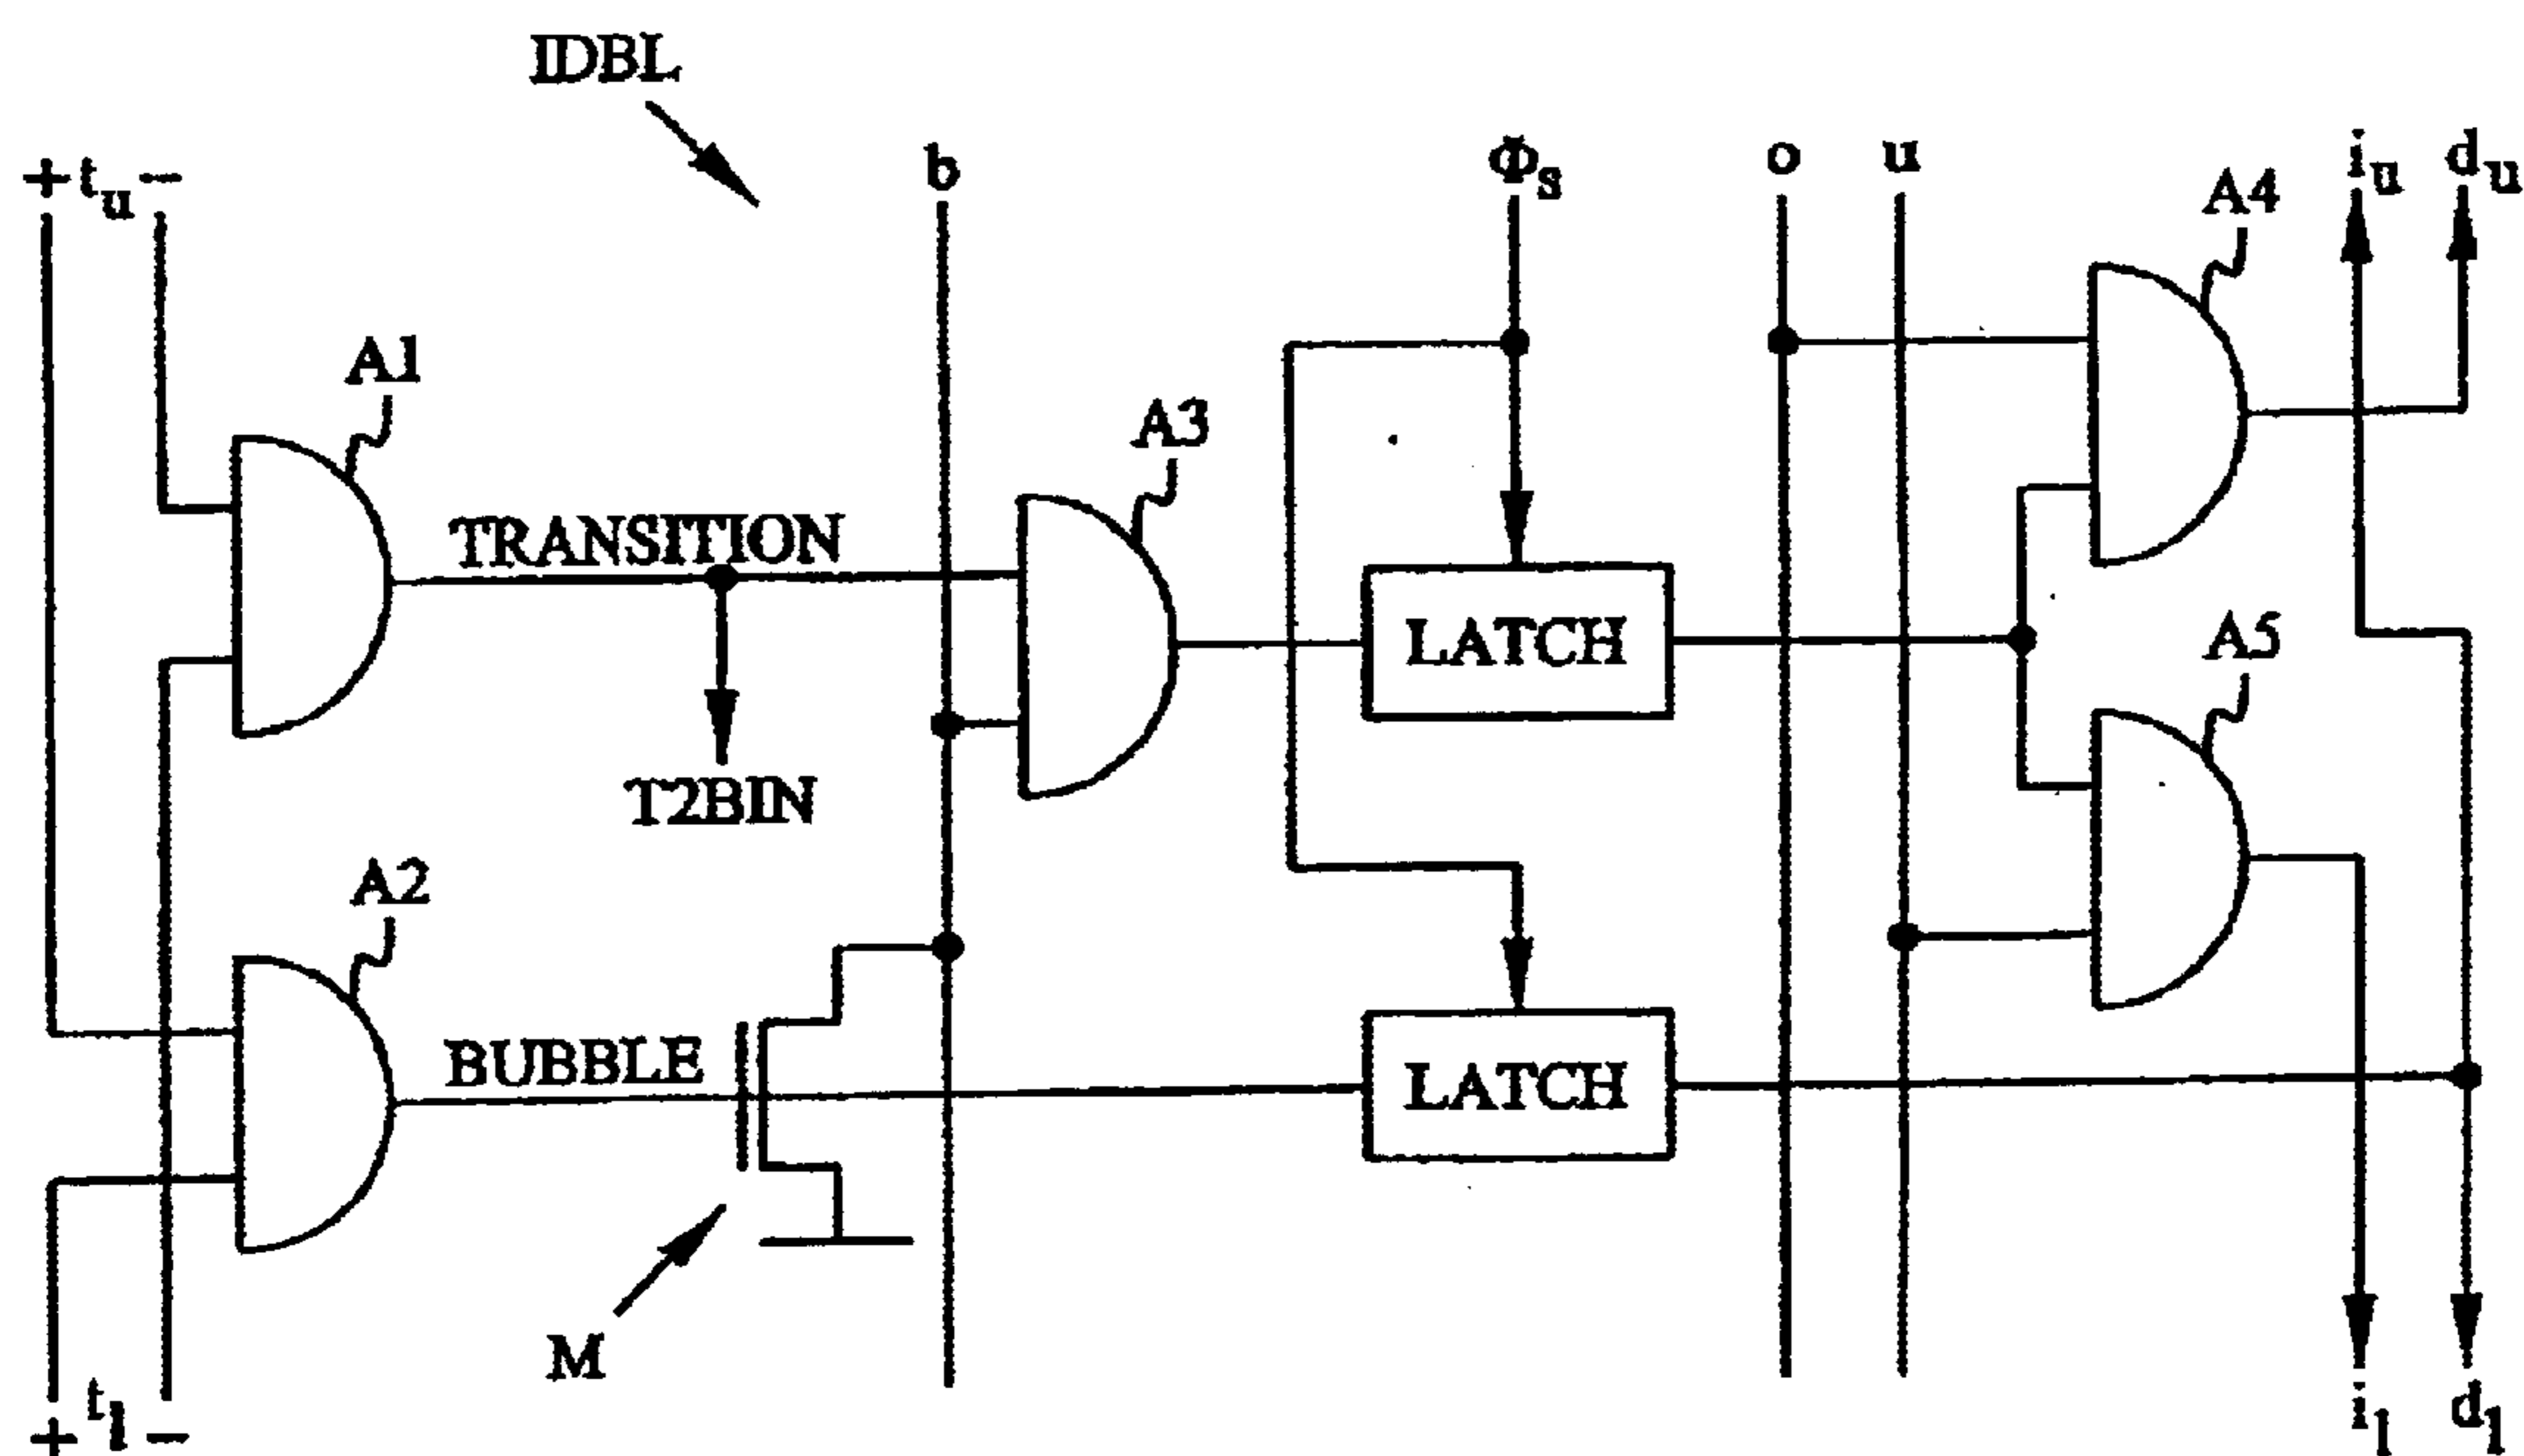 IDBL
+ tu −
b
Φs
o
u
iu
du
A4
A1
A3
TRANSITION
LATCH
A5
T2BIN
A2
BUBBLE
LATCH
M
+ tl −
il
dl